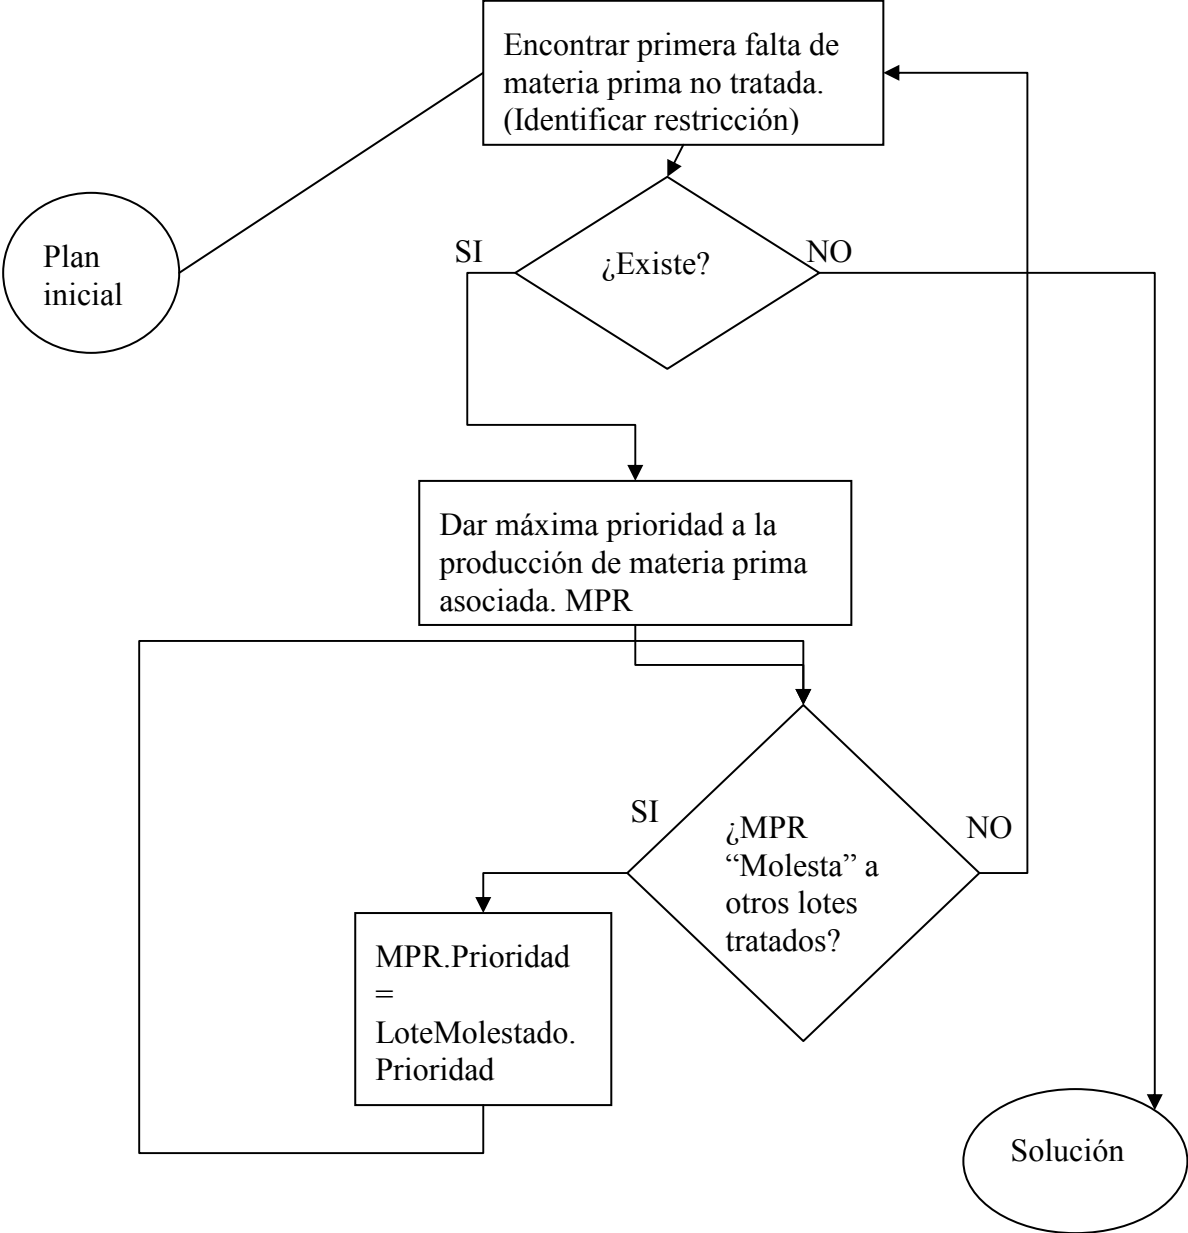 Encontrar primera falta de
materia prima no tratada.
(Identificar restricción)
Plan
inicial
SI
¿Existe?
NO
Dar máxima prioridad a la
producción de materia prima
asociada. MPR
SI
¿MPR
“Molesta” a
otros lotes
tratados?
NO
MPR.Prioridad
=
LoteMolestado.
Prioridad
Solución